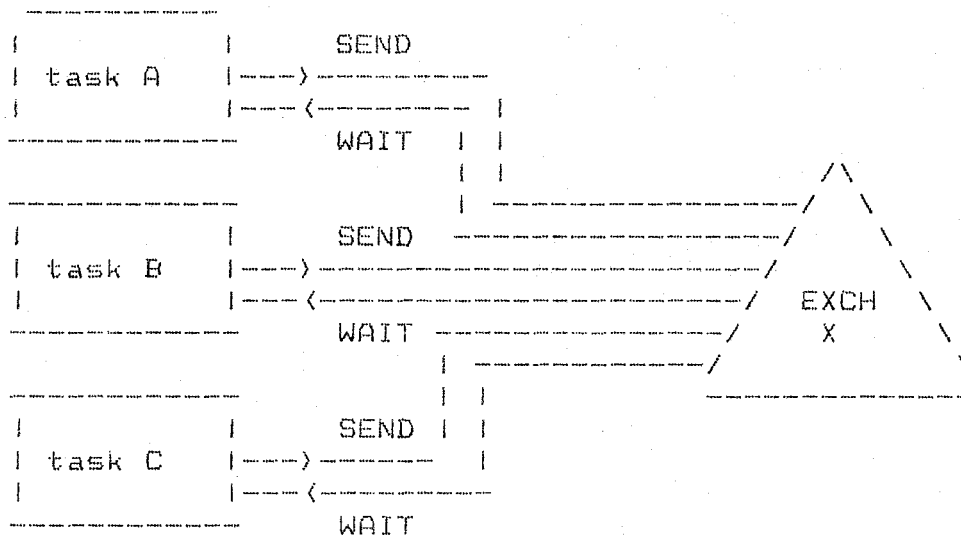 SEND
task A
WAIT
SEND
task B
EXCH
WAIT X
SEND
task C
WAIT